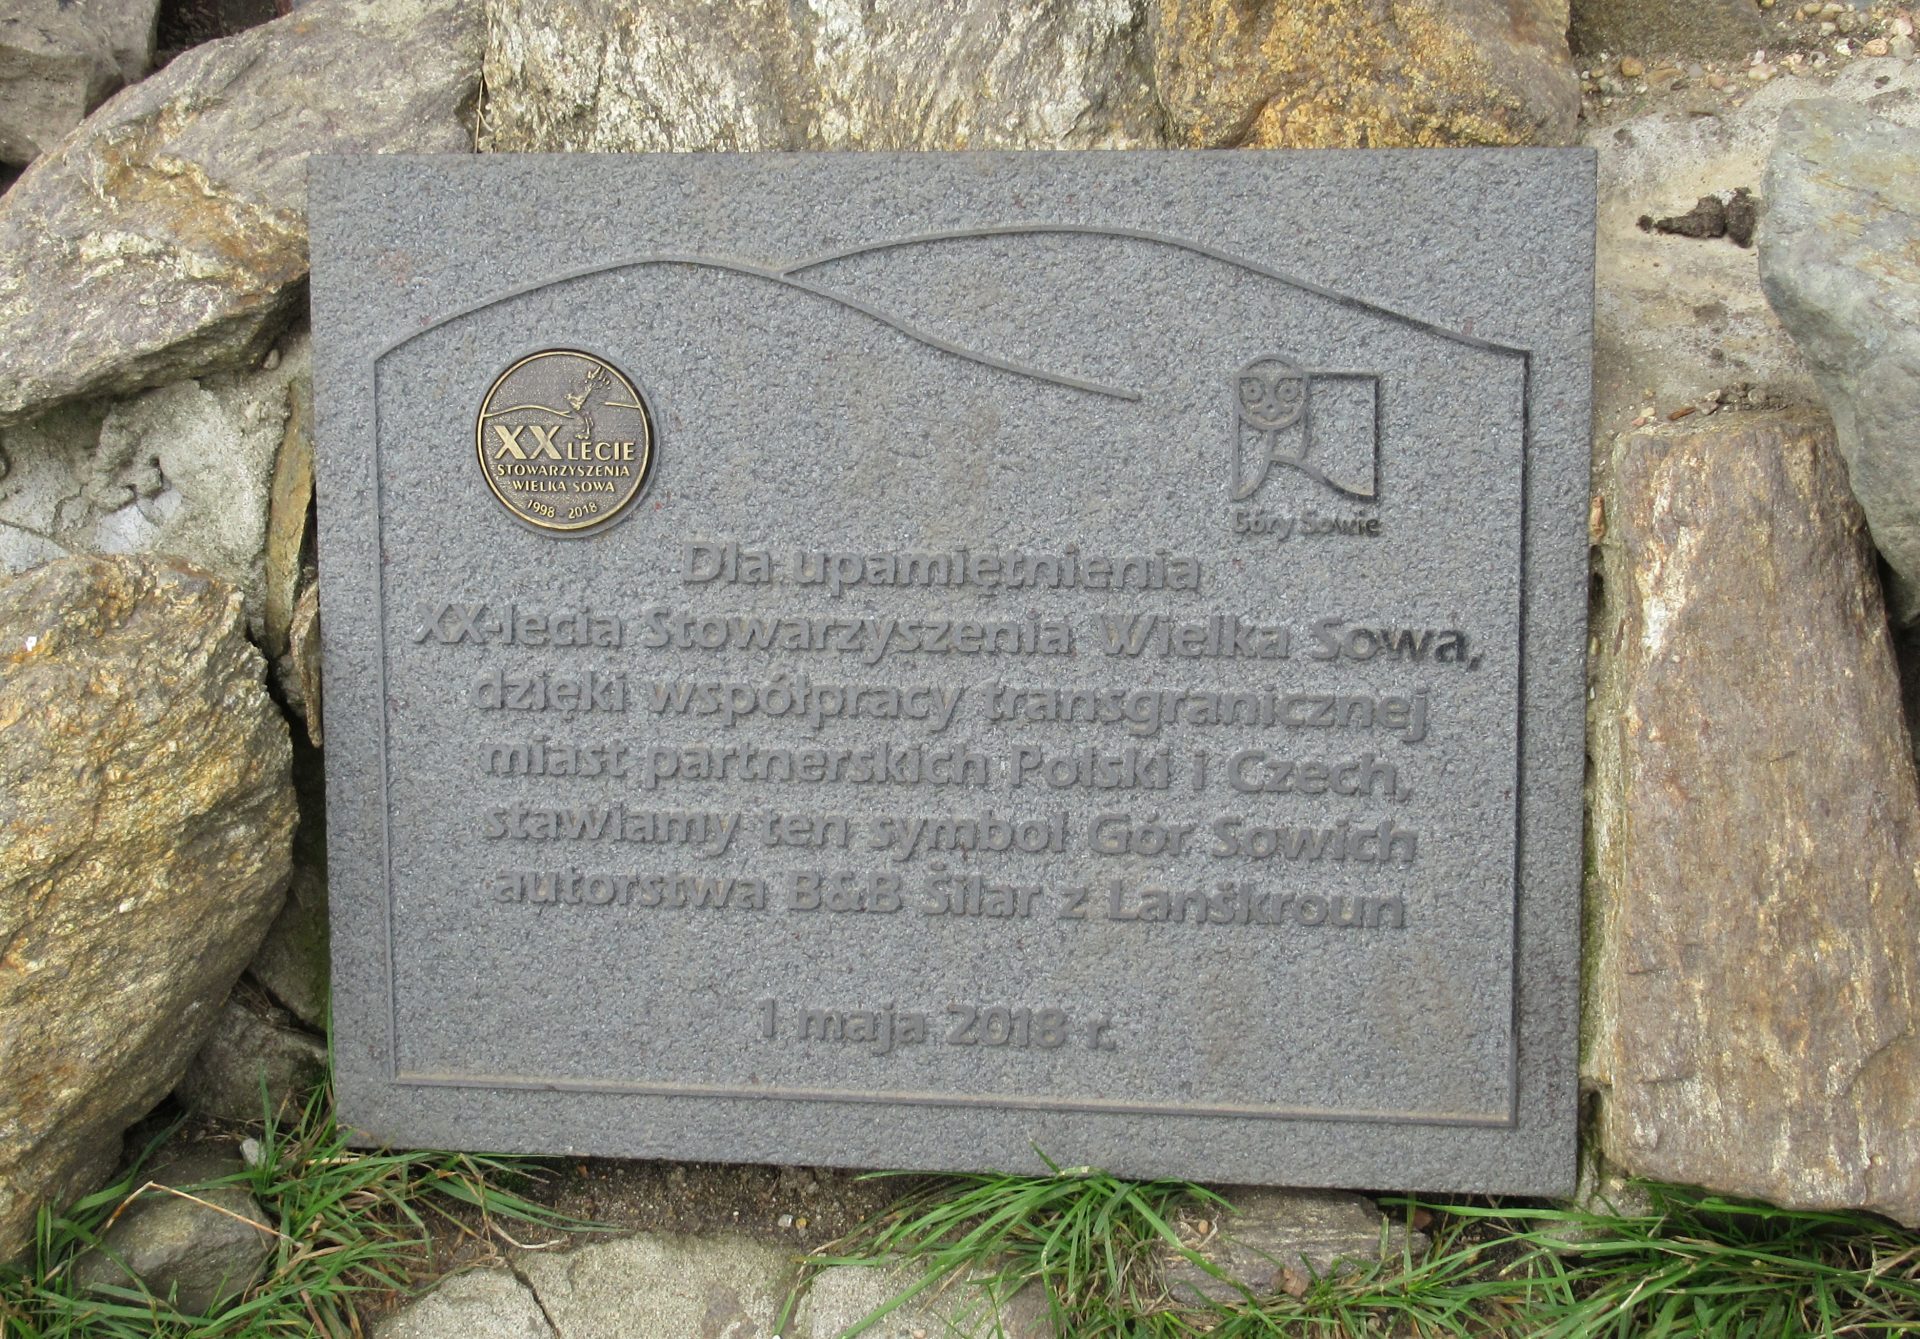 XX LECIE
STOWARZYSZENIA
WIELKA SOWA
1998 - 2018
Góry Sowie
Dla upamiętnienia
XX-lecia Stowarzyszenia Wielka Sowa,
dzięki współpracy transgranicznej
miast partnerskich Polski i Czech,
stawiamy ten symbol Gór Sowich
autorstwa B&B Šilar z Lanškroun
1 maja 2018 r.